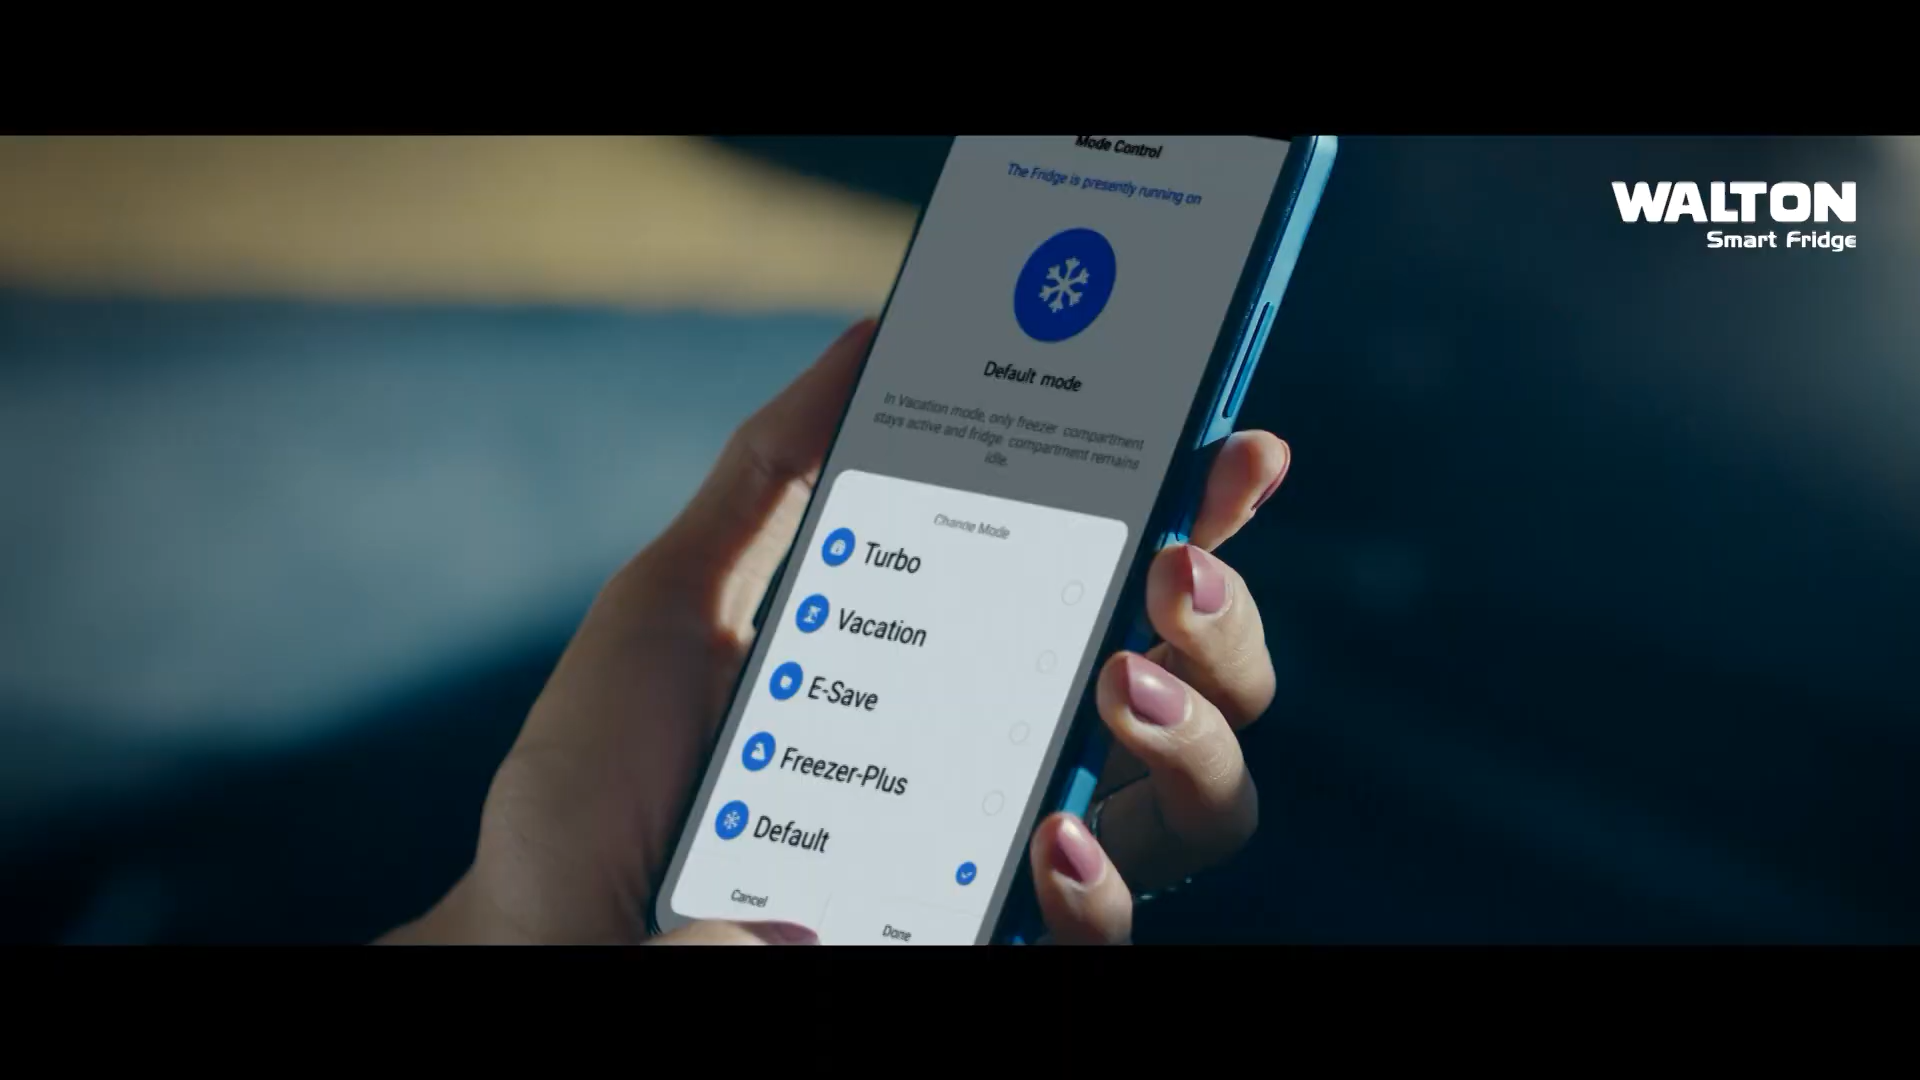 Mode Control
The Fridge is presently running on
WALTON
Smart Fridge
Default mode
In Vacation mode, only freezer compartment
stays active and fridge compartment remains
idle.
Change Mode
Turbo
Vacation
E-Save
Freezer-Plus
Default
Cancel
Done